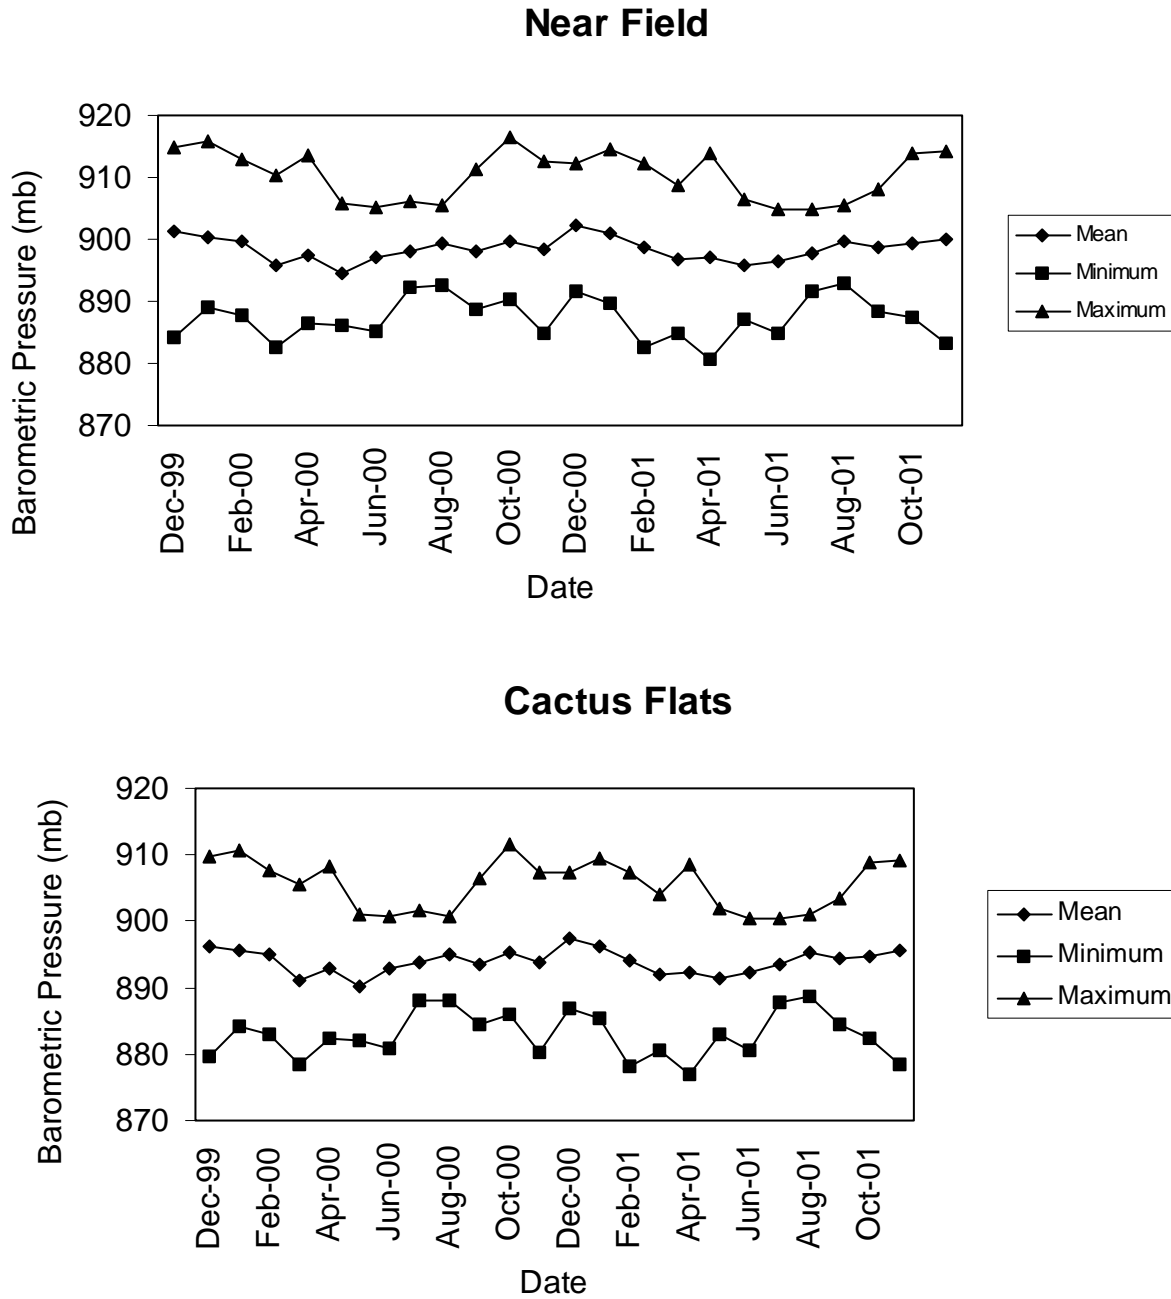 Near Field
Barometric Pressure (mb)
920
910
900
890
880
870
Dec-99
Feb-00
Apr-00
Jun-00
Aug-00
Oct-00
Dec-00
Feb-01
Apr-01
Jun-01
Aug-01
Oct-01
Date
Mean
Minimum
Maximum
Cactus Flats
Barometric Pressure (mb)
920
910
900
890
880
870
Dec-99
Feb-00
Apr-00
Jun-00
Aug-00
Oct-00
Dec-00
Feb-01
Apr-01
Jun-01
Aug-01
Oct-01
Date
Mean
Minimum
Maximum